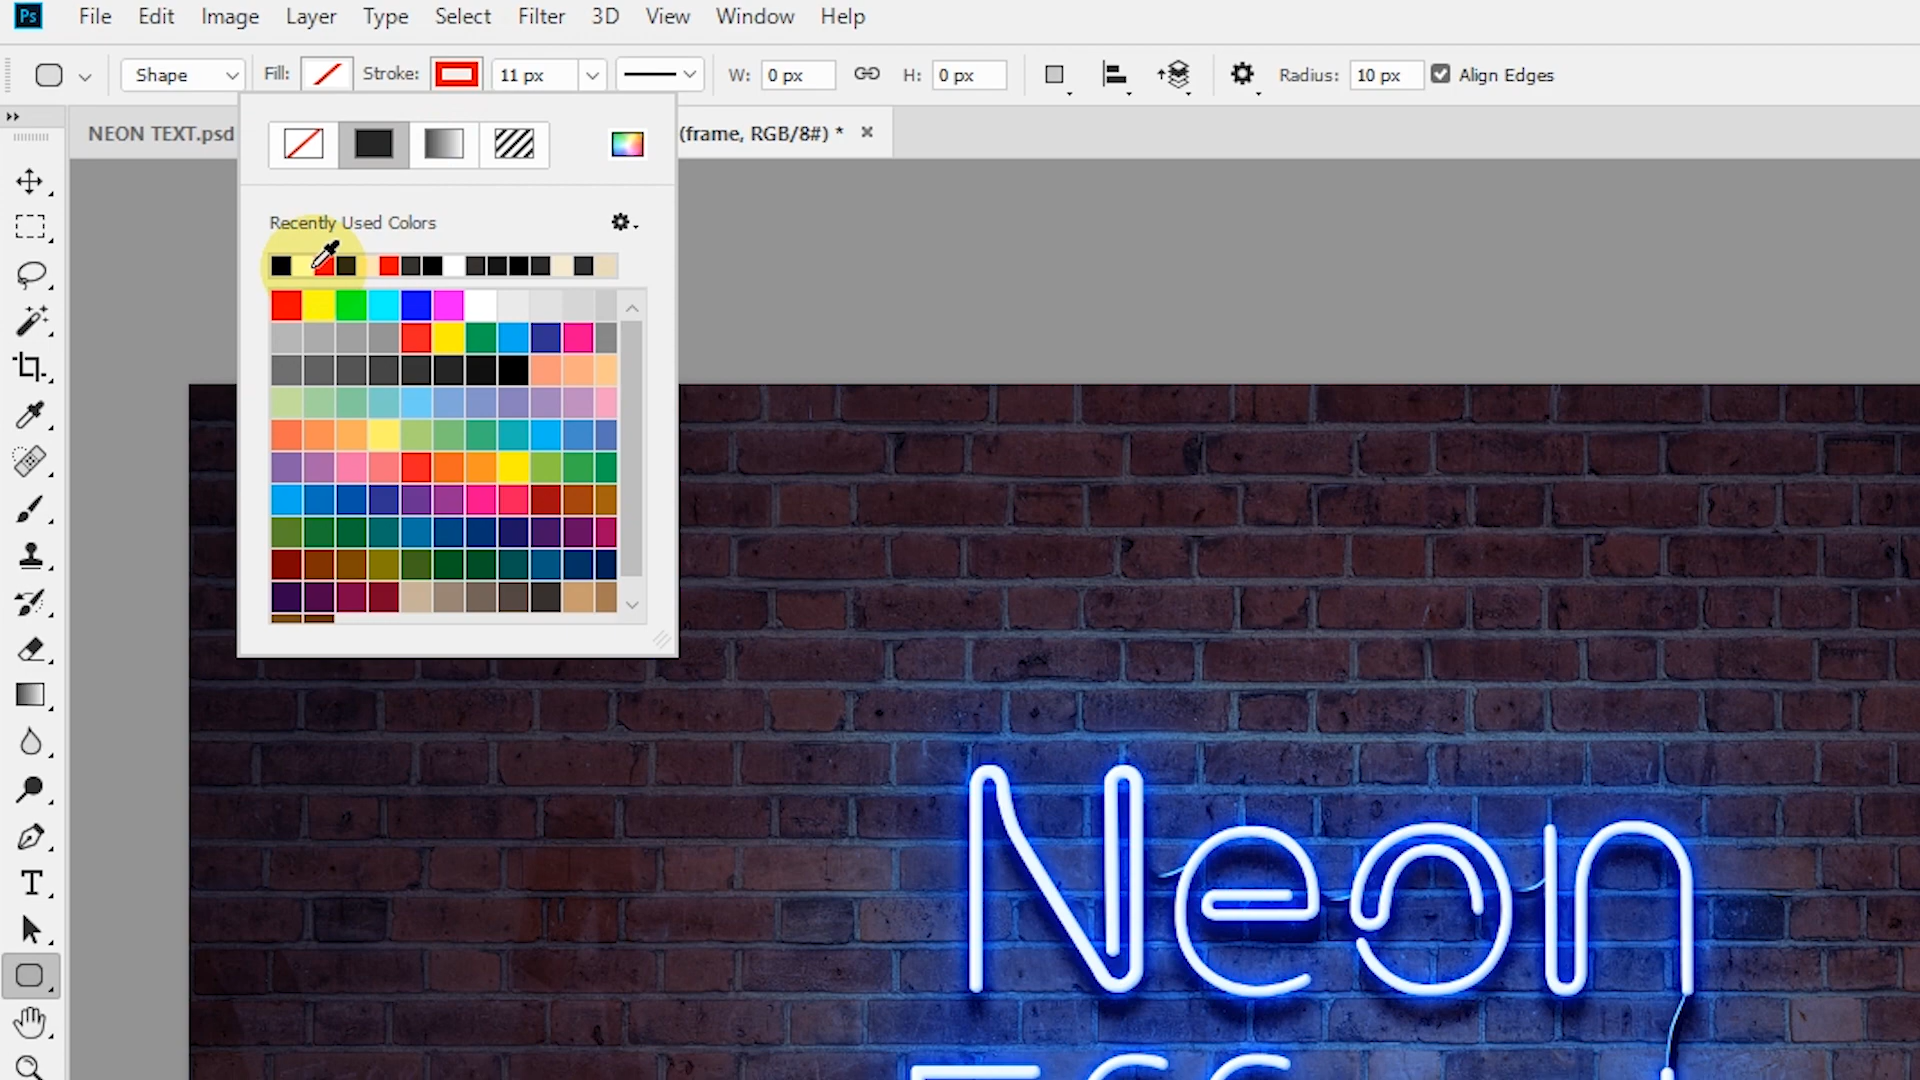 Ps File Edit Image Layer Type Select Filter 3D View Window Help
Shape Fill: Stroke: 11 px W: 0 px H: 0 px Radius: 10 px Align Edges
NEON TEXT.psd (frame, RGB/8#) *
Recently Used Colors
T
Neon